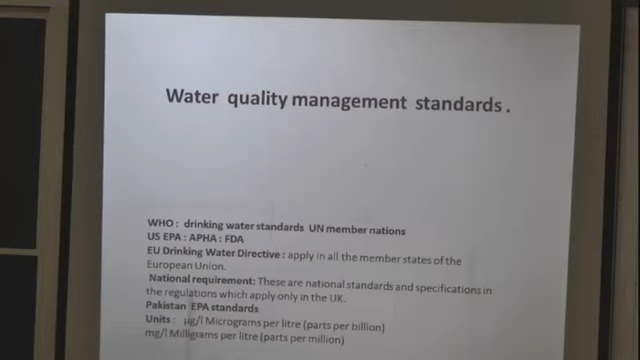 Water quality management standards.
WHO : drinking water standards UN member nations
US EPA : APHA : FDA
EU Drinking Water Directive : apply in all the member states of the
European Union.
National requirement: These are national standards and specifications in
the regulations which apply only in the UK.
Pakistan EPA standards
Units : µg/l Micrograms per litre (parts per billion)
mg/l Milligrams per litre (parts per million)